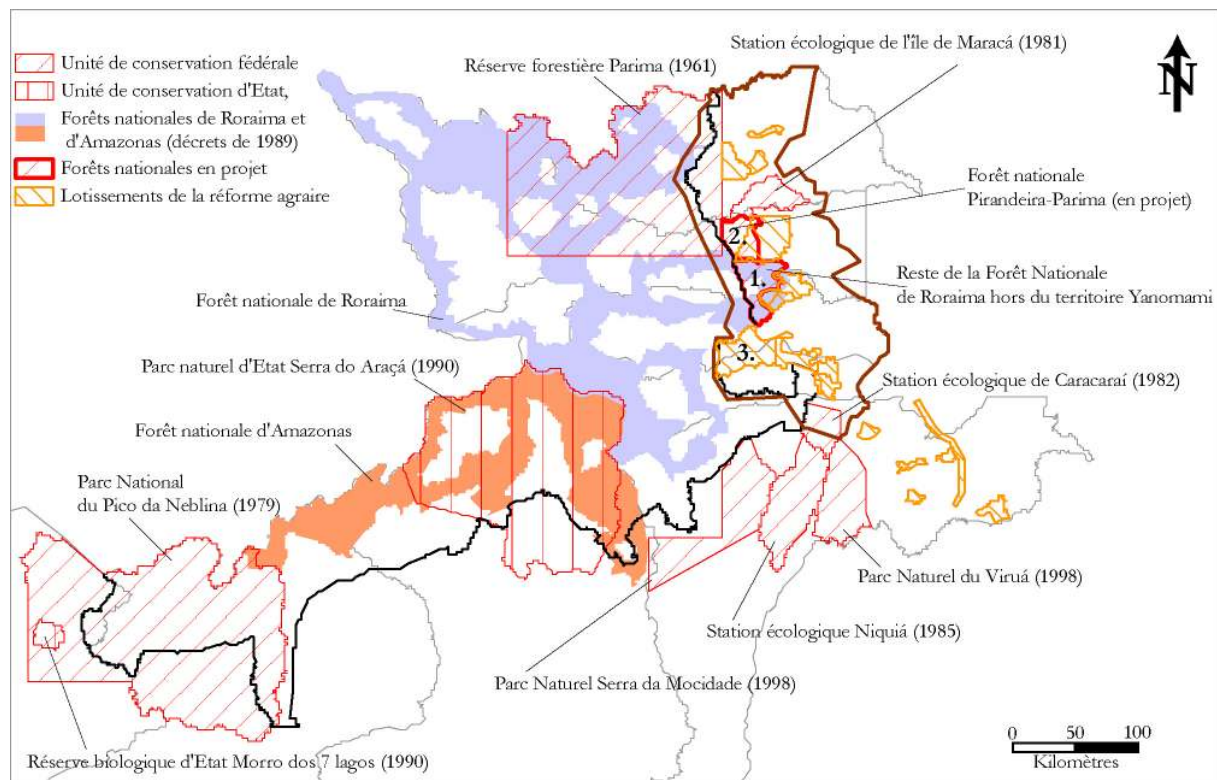 Unité de conservation fédérale
Unité de conservation d'Etat,
Forêts nationales de Roraima et
d'Amazonas (décrets de 1989)
Forêts nationales en projet
Lotissements de la réforme agraire
Station écologique de l'île de Maracá (1981)
Réserve forestière Parima (1961)
N
Forêt nationale
Pirandeira-Parima (en projet)
2.
1.
Reste de la Forêt Nationale
de Roraima hors du territoire Yanomami
Forêt nationale de Roraima
3.
Parc naturel d'Etat Serra do Araçá (1990)
Station écologique de Caracaraí (1982)
Forêt nationale d'Amazonas
Parc National
du Pico da Neblina (1979)
Parc Naturel du Viruá (1998)
Station écologique Niquiá (1985)
Parc Naturel Serra da Mocidade (1998)
Réserve biologique d'Etat Morro dos 7 lagos (1990)
0 50 100
Kilomètres